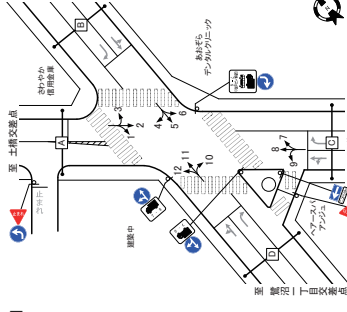 至 土橋交差点
さわやか
信用金庫
A
B
3
2
1
4
5
6
あおぞら
デンタルクリニック
12
11
10
建築中
7
8
9
C
D
ヘアースパ
アンジェ
至 鷺沼一丁目交差点